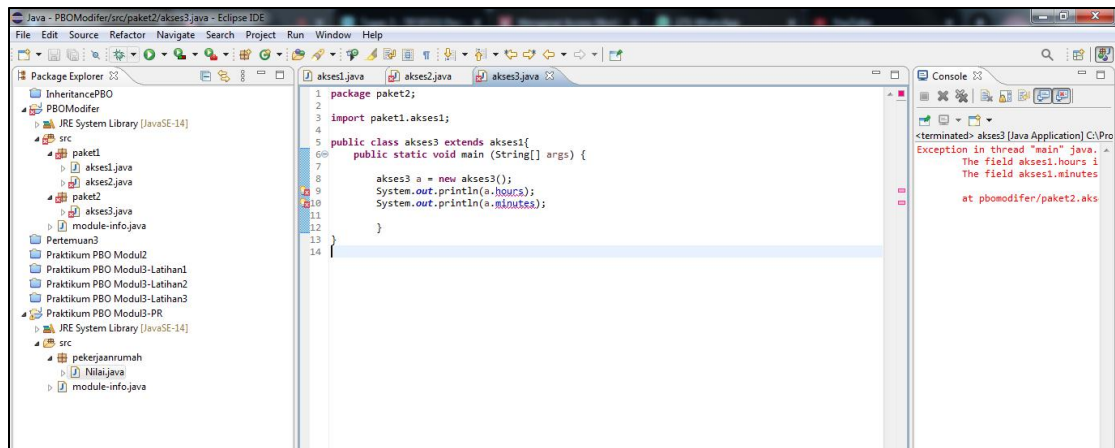 Java - PBOModifer/src/paket2/akses3.java - Eclipse IDE
File Edit Source Refactor Navigate Search Project Run Window Help
Package Explorer
InheritancePBO
PBOModifer
JRE System Library [JavaSE-14]
src
paket1
akses1.java
akses2.java
paket2
akses3.java
module-info.java
Pertemuan3
Praktikum PBO Modul2
Praktikum PBO Modul3-Latihan1
Praktikum PBO Modul3-Latihan2
Praktikum PBO Modul3-Latihan3
Praktikum PBO Modul3-PR
JRE System Library [JavaSE-14]
src
pekerjaanrumah
Nilai.java
module-info.java
akses1.java akses2.java akses3.java
1 package paket2;
2
3 import paket1.akses1;
4
5 public class akses3 extends akses1{
6 public static void main (String[] args) {
7
8 akses3 a = new akses3();
9 System.out.println(a.hours);
10 System.out.println(a.minutes);
11
12 }
13 }
14
Console
<terminated> akses3 [Java Application] C:\Pro
Exception in thread "main" java.
The field akses1.hours i
The field akses1.minutes
at pbomodifer/paket2.aks